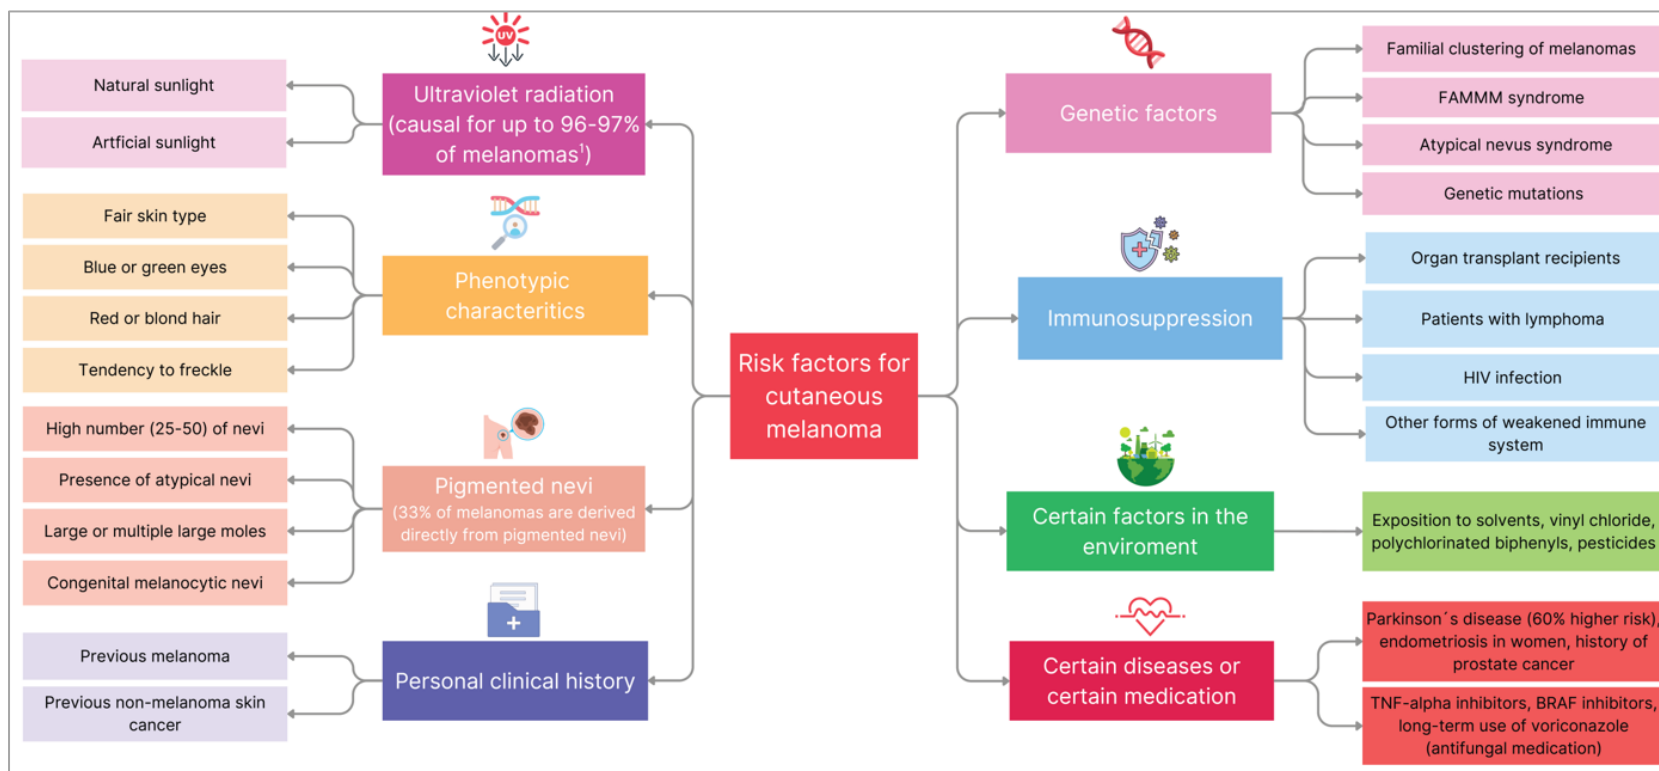 UV
Ultraviolet radiation
(causal for up to 96-97%
of melanomas¹)
Natural sunlight
Artficial sunlight
Phenotypic
characteritics
Fair skin type
Blue or green eyes
Red or blond hair
Tendency to freckle
Pigmented nevi
(33% of melanomas are derived
directly from pigmented nevi)
High number (25-50) of nevi
Presence of atypical nevi
Large or multiple large moles
Congenital melanocytic nevi
Personal clinical history
Previous melanoma
Previous non-melanoma skin
cancer
Risk factors for
cutaneous
melanoma
Genetic factors
Familial clustering of melanomas
FAMMM syndrome
Atypical nevus syndrome
Genetic mutations
Immunosuppression
Organ transplant recipients
Patients with lymphoma
HIV infection
Other forms of weakened immune
system
Certain factors in the
enviroment
Exposition to solvents, vinyl chloride,
polychlorinated biphenyls, pesticides
Certain diseases or
certain medication
Parkinson´s disease (60% higher risk),
endometriosis in women, history of
prostate cancer
TNF-alpha inhibitors, BRAF inhibitors,
long-term use of voriconazole
(antifungal medication)